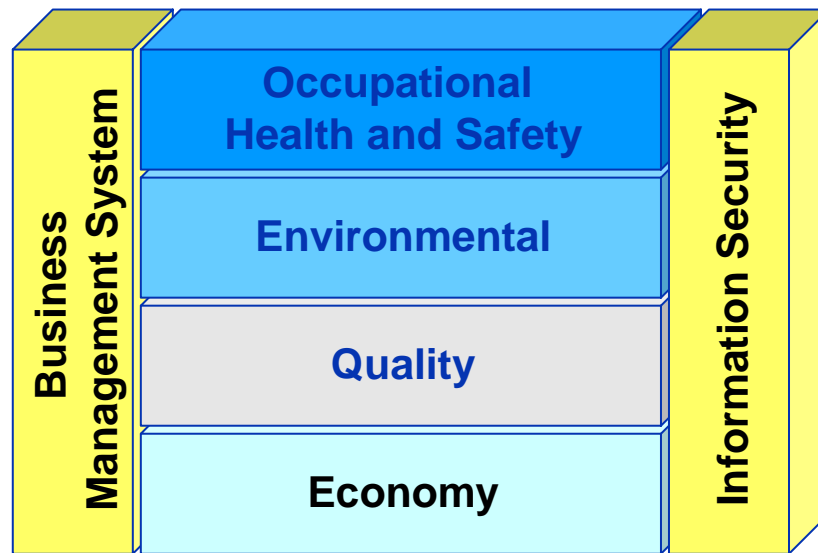 Business
Management System
Occupational
Health and Safety
Environmental
Quality
Economy
Information Security